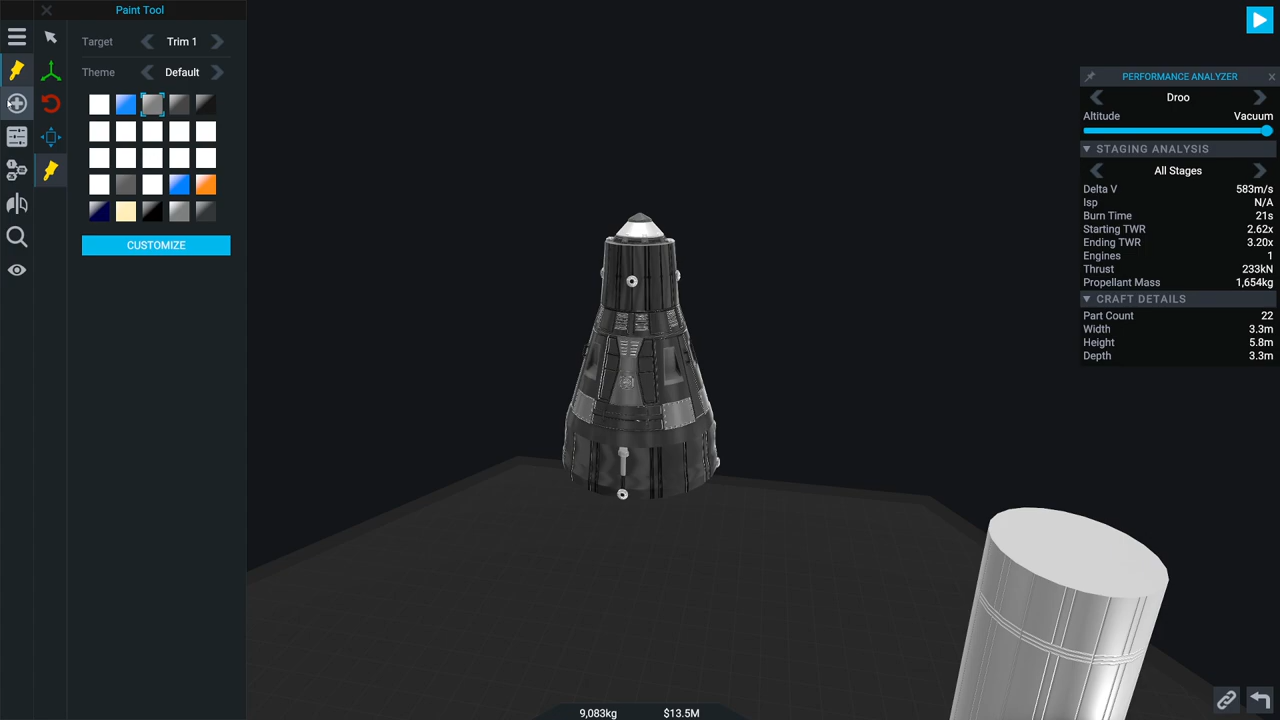 Paint Tool
Target Trim 1
Theme Default
CUSTOMIZE
PERFORMANCE ANALYZER
Droo
Altitude Vacuum
STAGING ANALYSIS
All Stages
Delta V 583m/s
Isp N/A
Burn Time 21s
Starting TWR 2.62x
Ending TWR 3.20x
Engines 1
Thrust 233kN
Propellant Mass 1,654kg
CRAFT DETAILS
Part Count 22
Width 3.3m
Height 5.8m
Depth 3.3m
9,083kg $13.5M